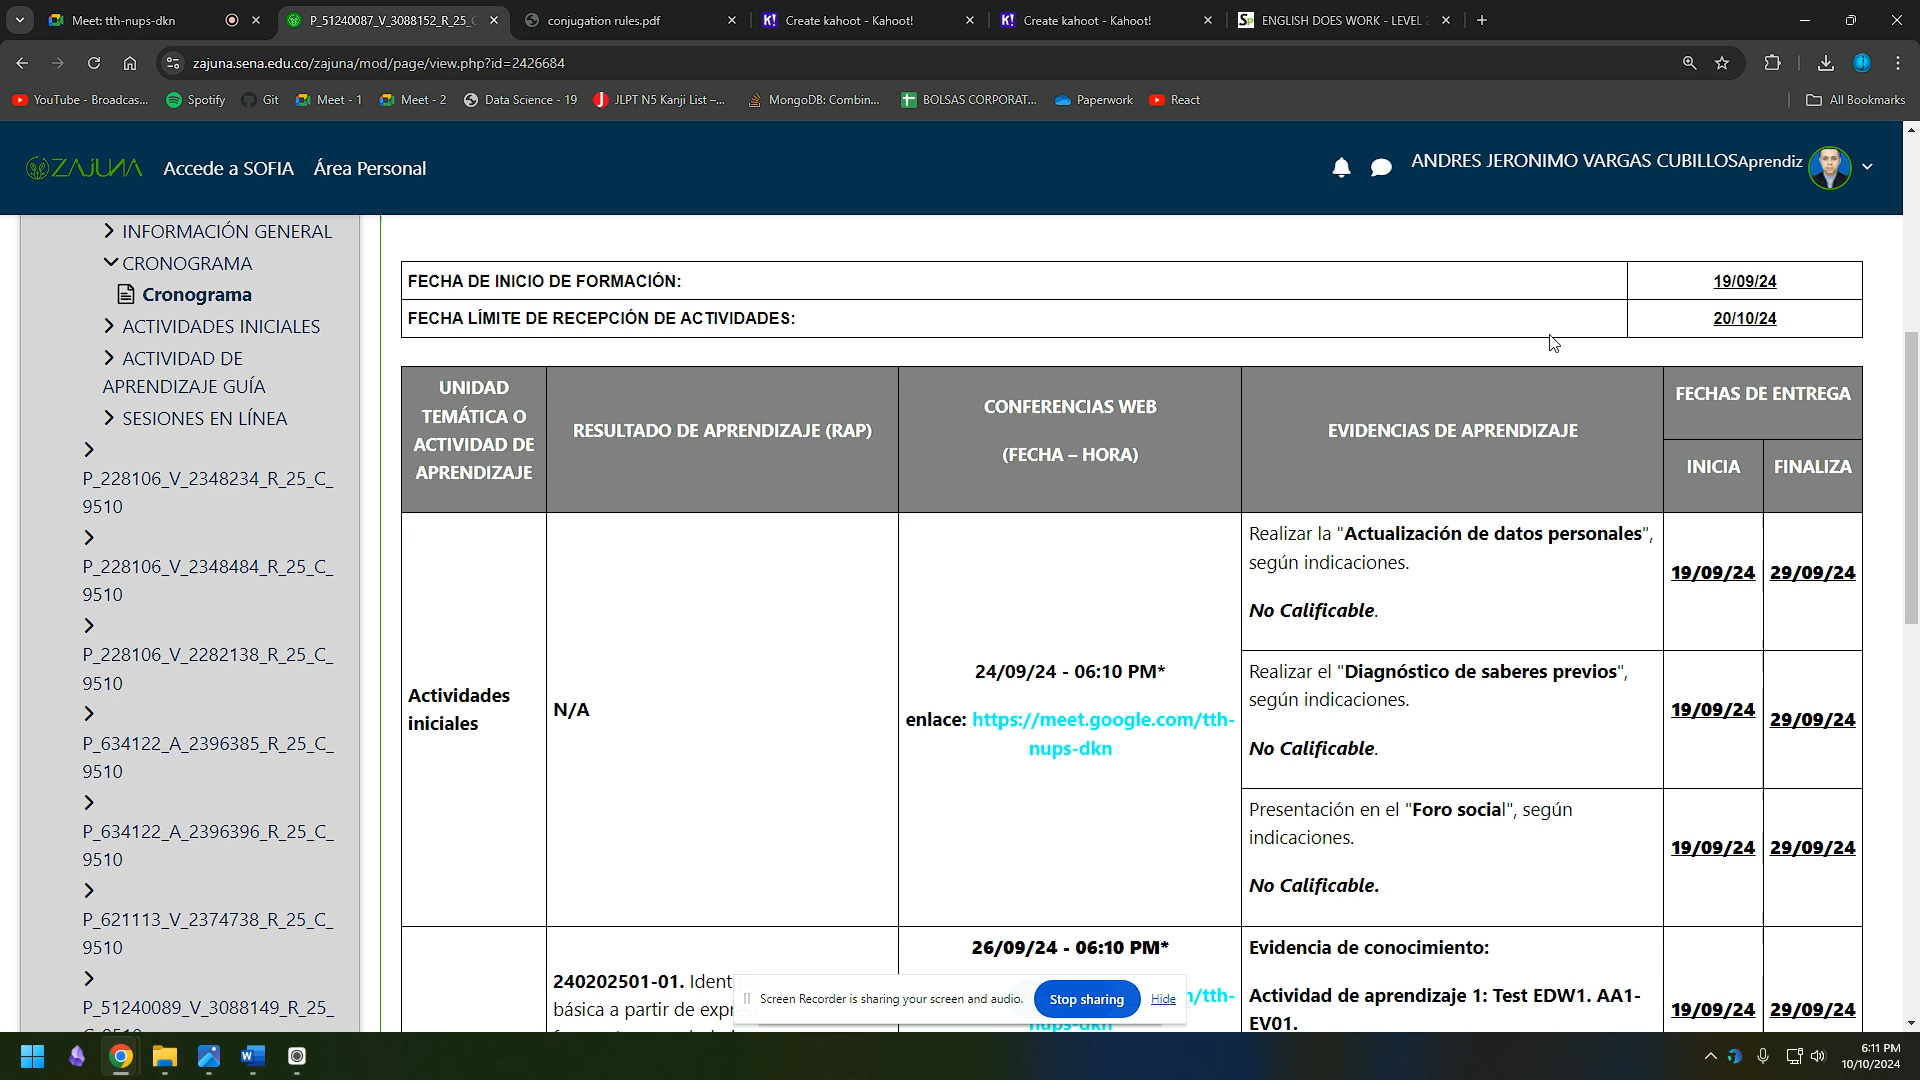 Meet: tth-nups-dkn
P_51240087_V_3088152_R_25_C
conjugation rules.pdf
Create kahoot - Kahoot!
Create kahoot - Kahoot!
ENGLISH DOES WORK - LEVEL
zajuna.sena.edu.co/zajuna/mod/page/view.php?id=2426684
YouTube - Broadcas...
Spotify
Git
Meet - 1
Meet - 2
Data Science - 19
JLPT N5 Kanji List –...
MongoDB: Combin...
BOLSAS CORPORAT...
Paperwork
React
All Bookmarks
ZAJUNA
Accede a SOFIA
Área Personal
ANDRES JERONIMO VARGAS CUBILLOSAprendiz
INFORMACIÓN GENERAL
CRONOGRAMA
Cronograma
ACTIVIDADES INICIALES
ACTIVIDAD DE
APRENDIZAJE GUÍA
SESIONES EN LÍNEA
P_228106_V_2348234_R_25_C_
9510
P_228106_V_2348484_R_25_C_
9510
P_228106_V_2282138_R_25_C_
9510
P_634122_A_2396385_R_25_C_
9510
P_634122_A_2396396_R_25_C_
9510
P_621113_V_2374738_R_25_C_
9510
P_51240089_V_3088149_R_25_
FECHA DE INICIO DE FORMACIÓN:
19/09/24
FECHA LÍMITE DE RECEPCIÓN DE ACTIVIDADES:
20/10/24
UNIDAD
TEMÁTICA O
ACTIVIDAD DE
APRENDIZAJE
RESULTADO DE APRENDIZAJE (RAP)
CONFERENCIAS WEB
(FECHA – HORA)
EVIDENCIAS DE APRENDIZAJE
FECHAS DE ENTREGA
INICIA
FINALIZA
Actividades
iniciales
N/A
24/09/24 - 06:10 PM*
enlace: https://meet.google.com/tth-
nups-dkn
Realizar la "Actualización de datos personales",
según indicaciones.
No Calificable.
19/09/24
29/09/24
Realizar el "Diagnóstico de saberes previos",
según indicaciones.
No Calificable.
19/09/24
29/09/24
Presentación en el "Foro social", según
indicaciones.
No Calificable.
19/09/24
29/09/24
240202501-01. Ident
básica a partir de expre
26/09/24 - 06:10 PM*
/tth-
nups-dkn
Evidencia de conocimiento:
Actividad de aprendizaje 1: Test EDW1. AA1-
EV01.
19/09/24
29/09/24
Screen Recorder is sharing your screen and audio.
Stop sharing
Hide
6:11 PM
10/10/2024